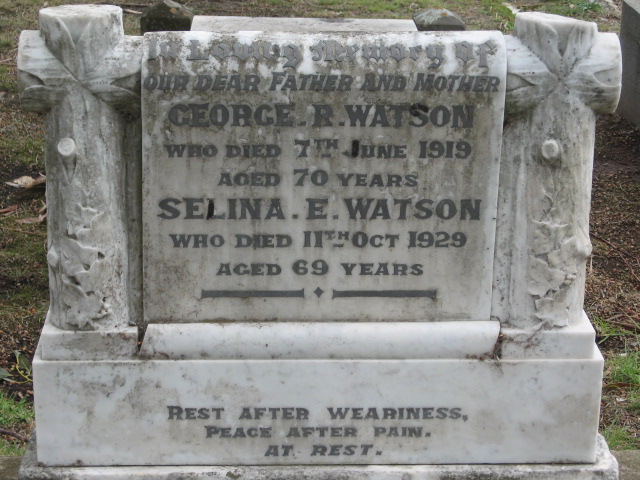 In Loving Memory of
OUR DEAR FATHER AND MOTHER
GEORGE. R. WATSON
WHO DIED 7TH JUNE 1919
AGED 70 YEARS
SELINA. E. WATSON
WHO DIED 11TH OCT 1929
AGED 69 YEARS
REST AFTER WEARINESS,
PEACE AFTER PAIN.
AT REST.